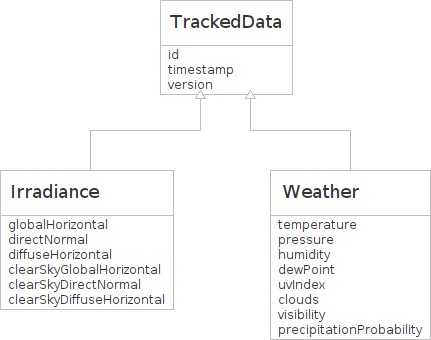 TrackedData
id
timestamp
version
Irradiance
globalHorizontal
directNormal
diffuseHorizontal
clearSkyGlobalHorizontal
clearSkyDirectNormal
clearSkyDiffuseHorizontal
Weather
temperature
pressure
humidity
dewPoint
uvIndex
clouds
visibility
precipitationProbability